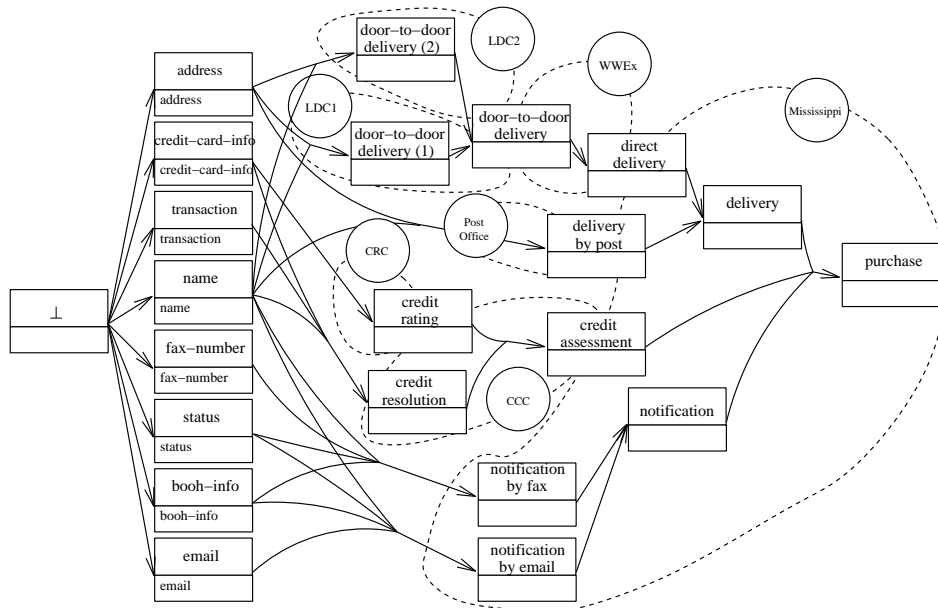 ⊥
address
address
credit-card-info
credit-card-info
transaction
transaction
name
name
fax-number
fax-number
status
status
booh-info
booh-info
email
email
door-to-door
delivery (2)
LDC1
door-to-door
delivery (1)
LDC2
door-to-door
delivery
WWEx
direct
delivery
Mississippi
Post
Office
delivery
by post
delivery
purchase
CRC
credit
rating
credit
resolution
CCC
credit
assessment
notification
notification
by fax
notification
by email